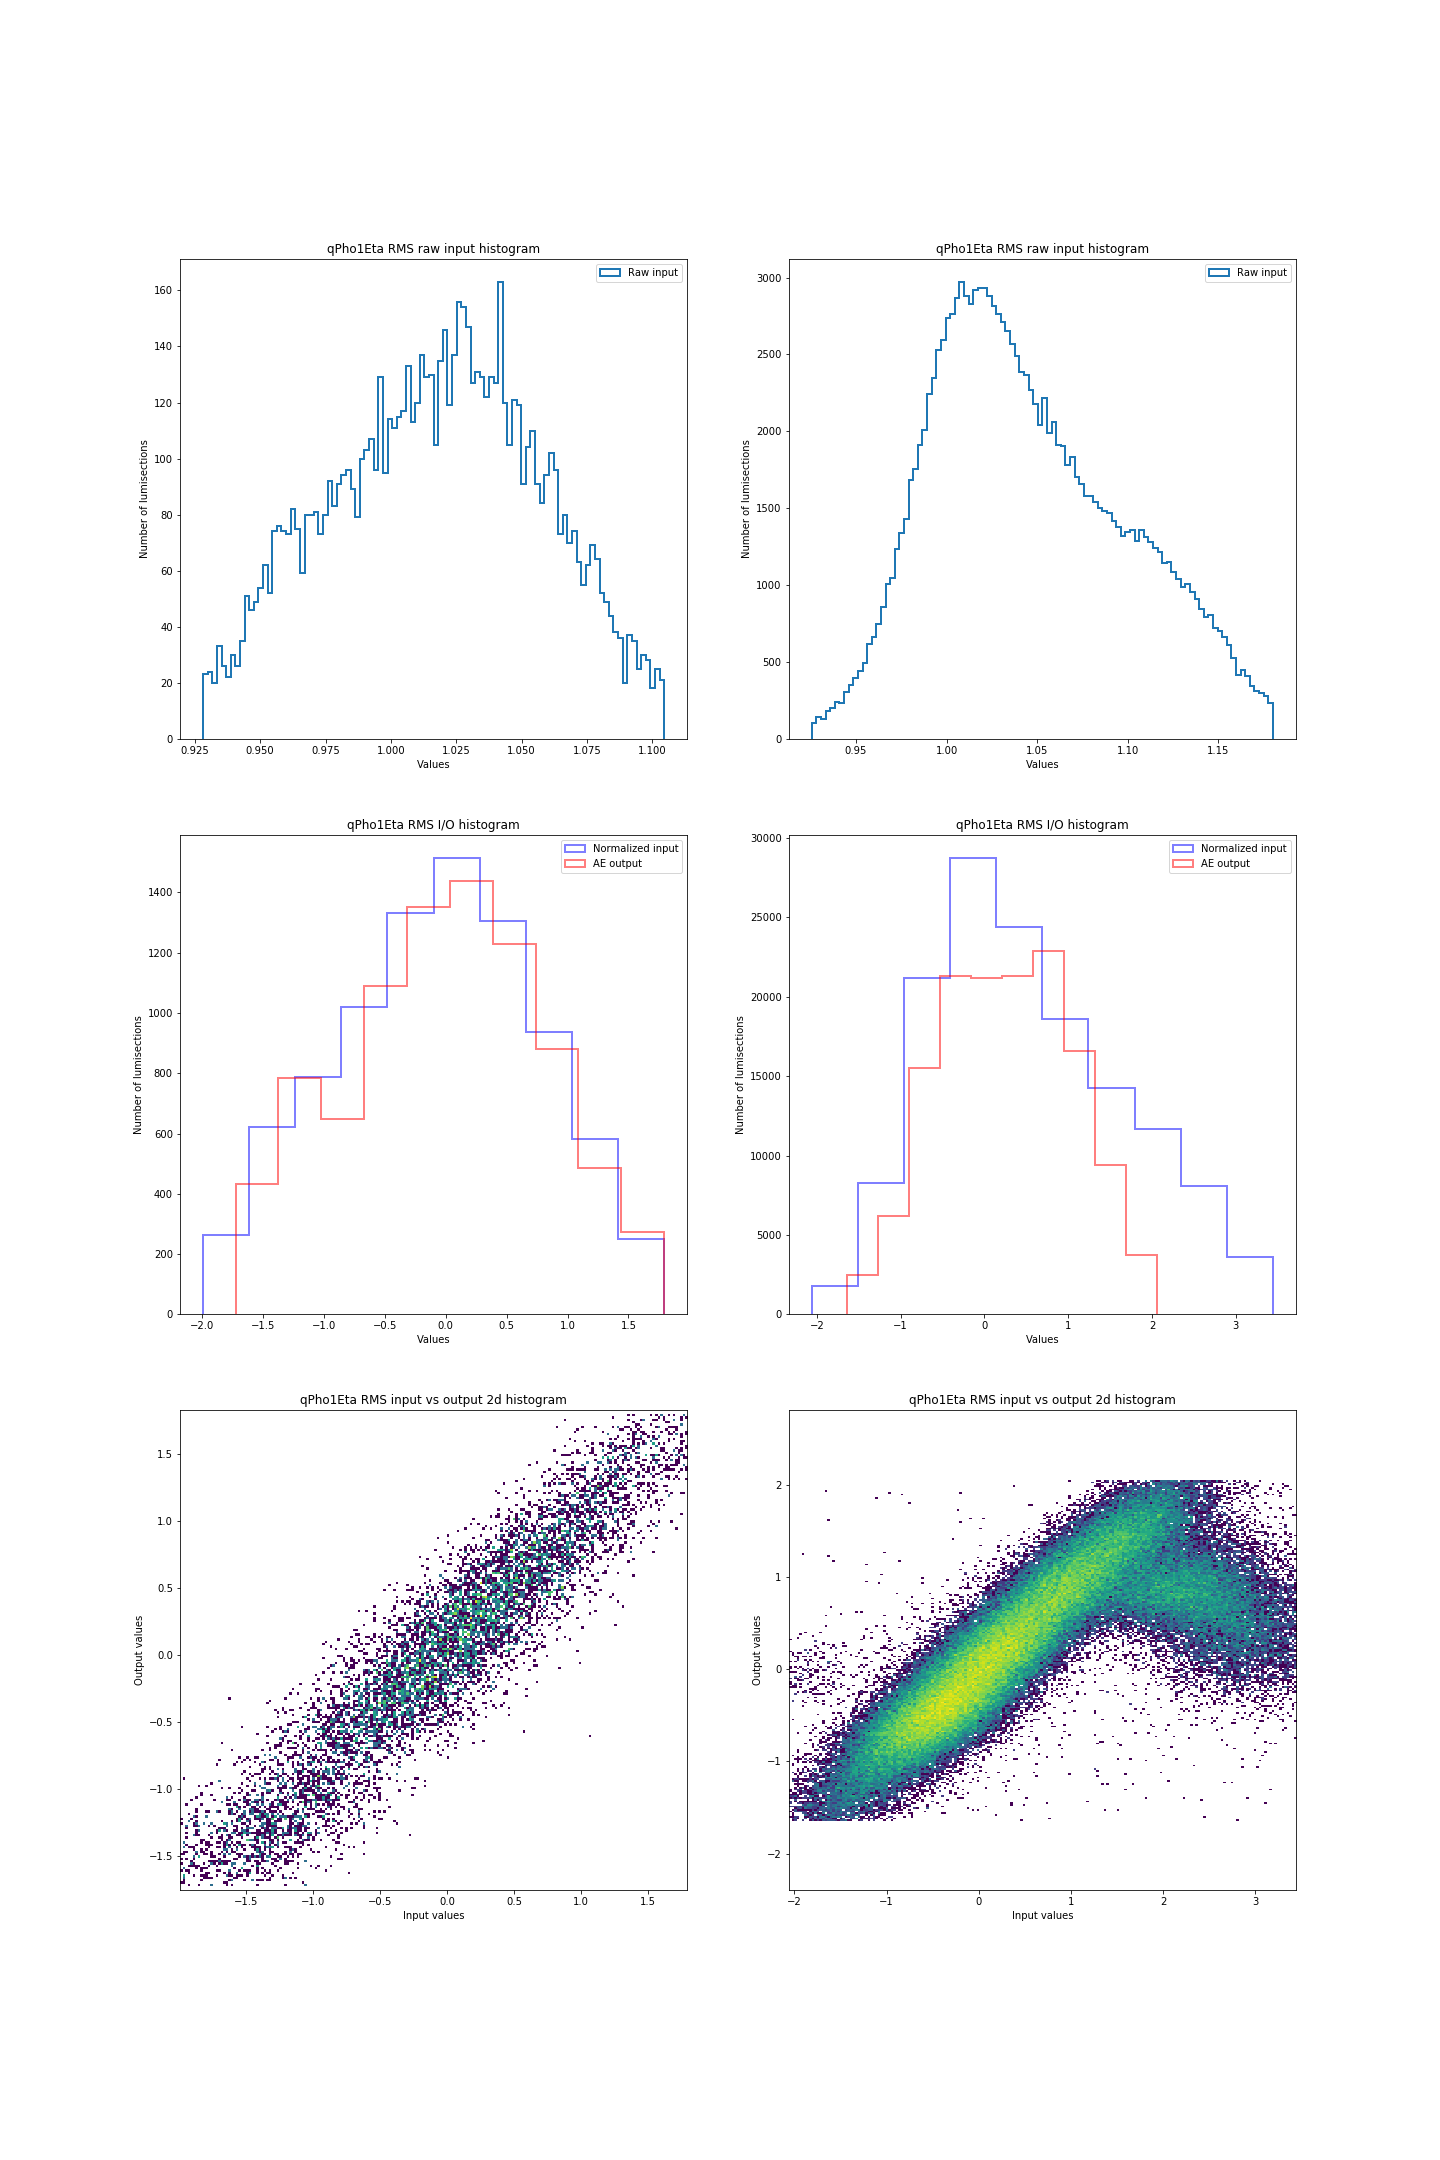 qPho1Eta RMS raw input histogram
Raw input
Number of lumisections
160
140
120
100
80
60
40
20
0
0.925 0.950 0.975 1.000 1.025 1.050 1.075 1.100
Values
qPho1Eta RMS raw input histogram
Raw input
Number of lumisections
3000
2500
2000
1500
1000
500
0
0.95 1.00 1.05 1.10 1.15
Values
qPho1Eta RMS I/O histogram
Normalized input
AE output
Number of lumisections
1400
1200
1000
800
600
400
200
0
−2.0 −1.5 −1.0 −0.5 0.0 0.5 1.0 1.5
Values
qPho1Eta RMS I/O histogram
Normalized input
AE output
Number of lumisections
30000
25000
20000
15000
10000
5000
0
−2 −1 0 1 2 3
Values
qPho1Eta RMS input vs output 2d histogram
Output values
1.5
1.0
0.5
0.0
−0.5
−1.0
−1.5
−1.5 −1.0 −0.5 0.0 0.5 1.0 1.5
Input values
qPho1Eta RMS input vs output 2d histogram
Output values
2
1
0
−1
−2
−2 −1 0 1 2 3
Input values